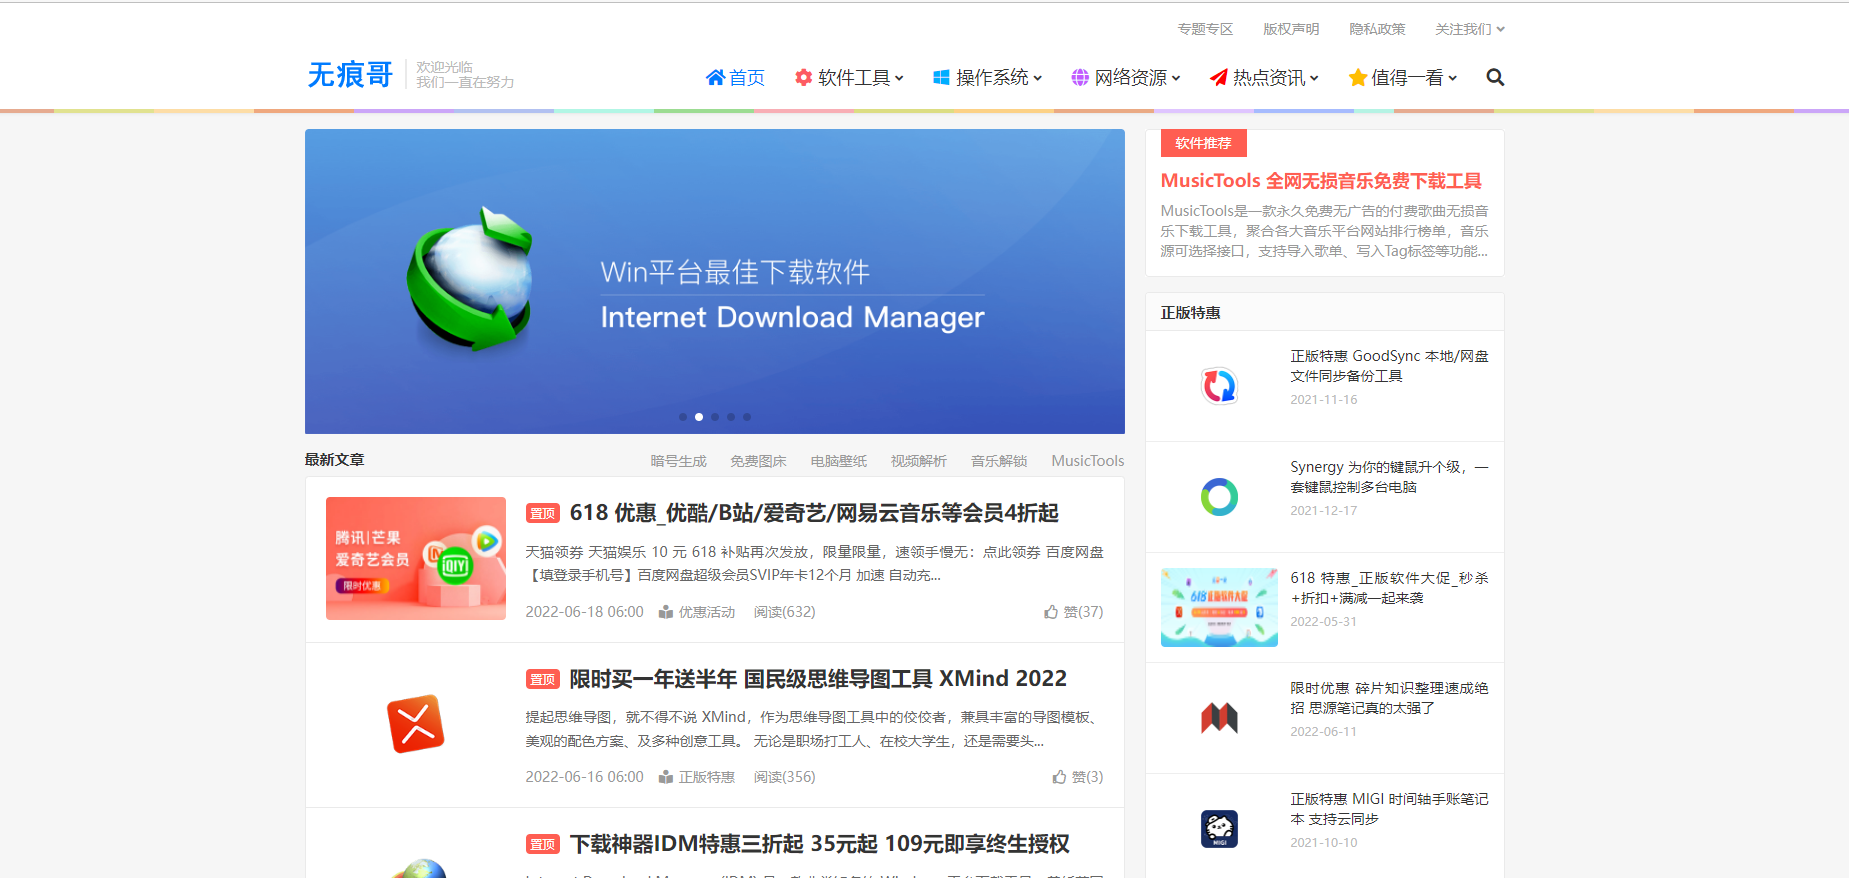 专题专区 版权声明 隐私政策 关注我们
无痕哥
欢迎光临
我们一直在努力
首页 软件工具 操作系统 网络资源 热点资讯 值得一看
Win平台最佳下载软件
Internet Download Manager
最新文章 暗号生成 免费图床 电脑壁纸 视频解析 音乐解锁 MusicTools
腾讯|芒果
爱奇艺会员
限时优惠
QIYI
置顶 618 优惠_优酷/B站/爱奇艺/网易云音乐等会员4折起
天猫领券 天猫娱乐 10 元 618 补贴再次发放，限量限量，速领手慢无：点此领券 百度网盘
【填登录手机号】百度网盘超级会员SVIP年卡12个月 加速 自动充...
2022-06-18 06:00 优惠活动 阅读(632) 赞(37)
置顶 限时买一年送半年 国民级思维导图工具 XMind 2022
提起思维导图，就不得不说 XMind，作为思维导图工具中的佼佼者，兼具丰富的导图模板、
美观的配色方案、及多种创意工具。 无论是职场打工人、在校大学生，还是需要头...
2022-06-16 06:00 正版特惠 阅读(356) 赞(3)
置顶 下载神器IDM特惠三折起 35元起 109元即享终生授权
软件推荐
MusicTools 全网无损音乐免费下载工具
MusicTools是一款永久免费无广告的付费歌曲无损音
乐下载工具，聚合各大音乐平台网站排行榜单，音乐
源可选择接口，支持导入歌单、写入Tag标签等功能...
正版特惠
正版特惠 GoodSync 本地/网盘
文件同步备份工具
2021-11-16
Synergy 为你的键鼠升个级，一
套键鼠控制多台电脑
2021-12-17
618 正版软件大促
618 特惠_正版软件大促_秒杀
+折扣+满减一起来袭
2022-05-31
限时优惠 碎片知识整理速成绝
招 思源笔记真的太强了
2022-06-11
MIGI
正版特惠 MIGI 时间轴手账笔记
本 支持云同步
2021-10-10